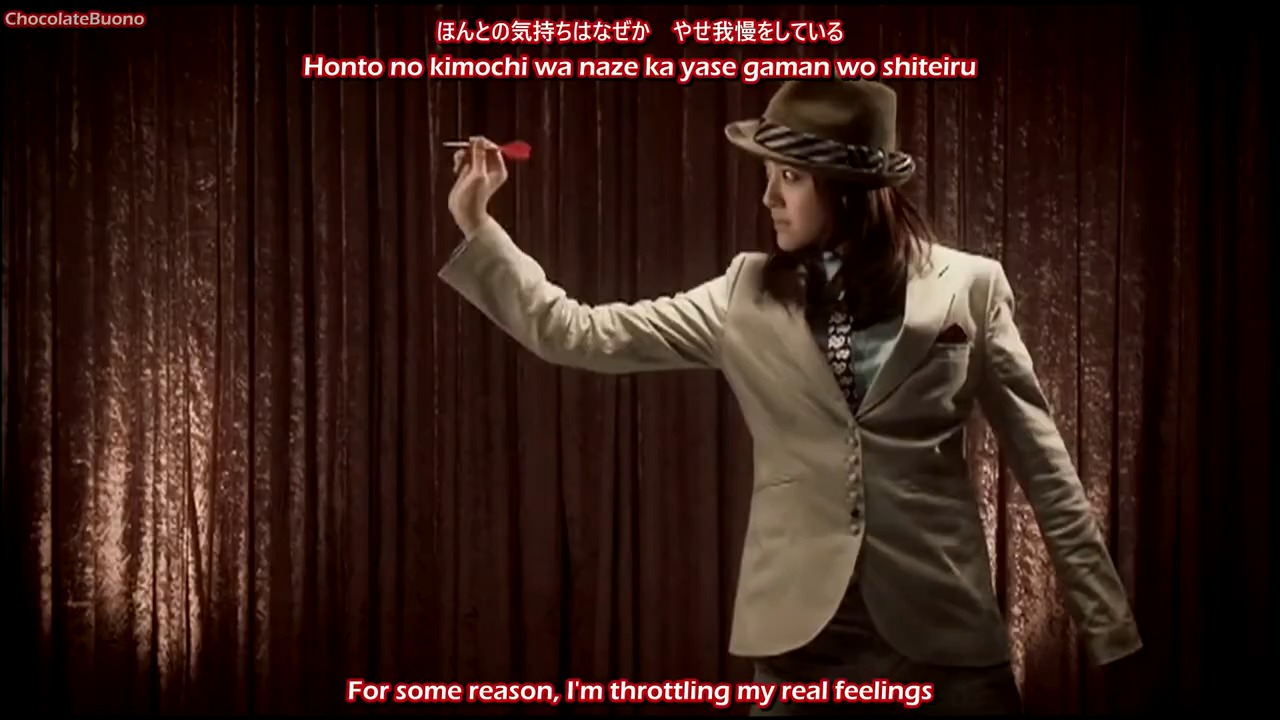 ChocolateBuono
ほんとの気持ちはなぜか　やせ我慢をしている
Honto no kimochi wa naze ka yase gaman wo shiteiru
For some reason, I'm throttling my real feelings